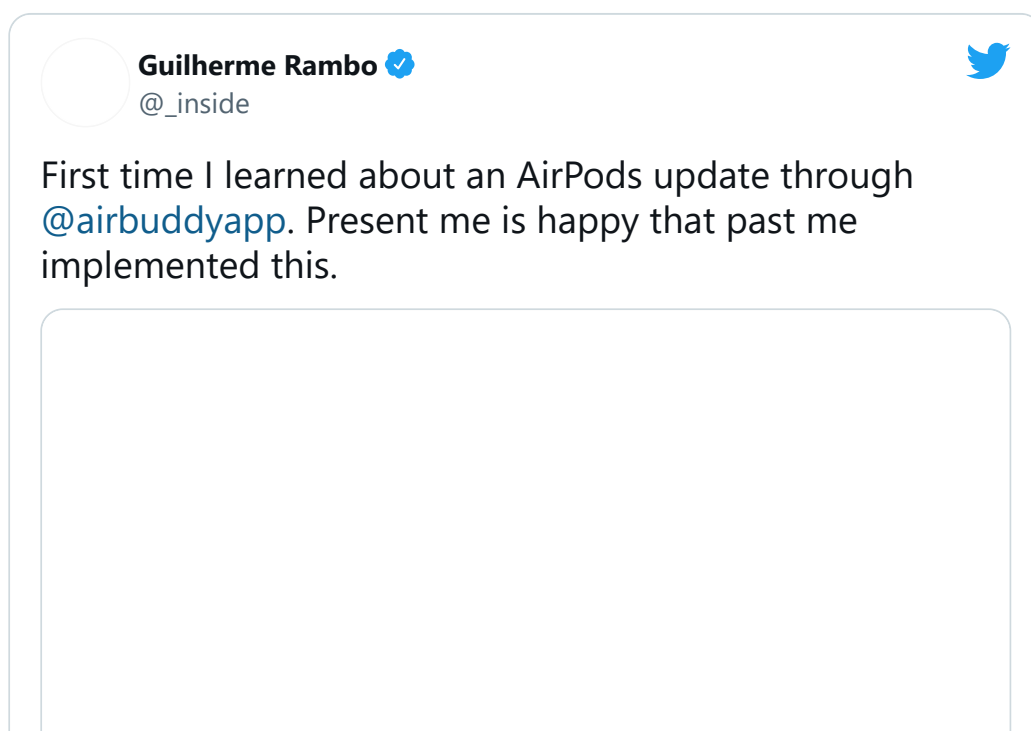 Guilherme Rambo
@_inside
First time I learned about an AirPods update through
@airbuddyapp. Present me is happy that past me
implemented this.